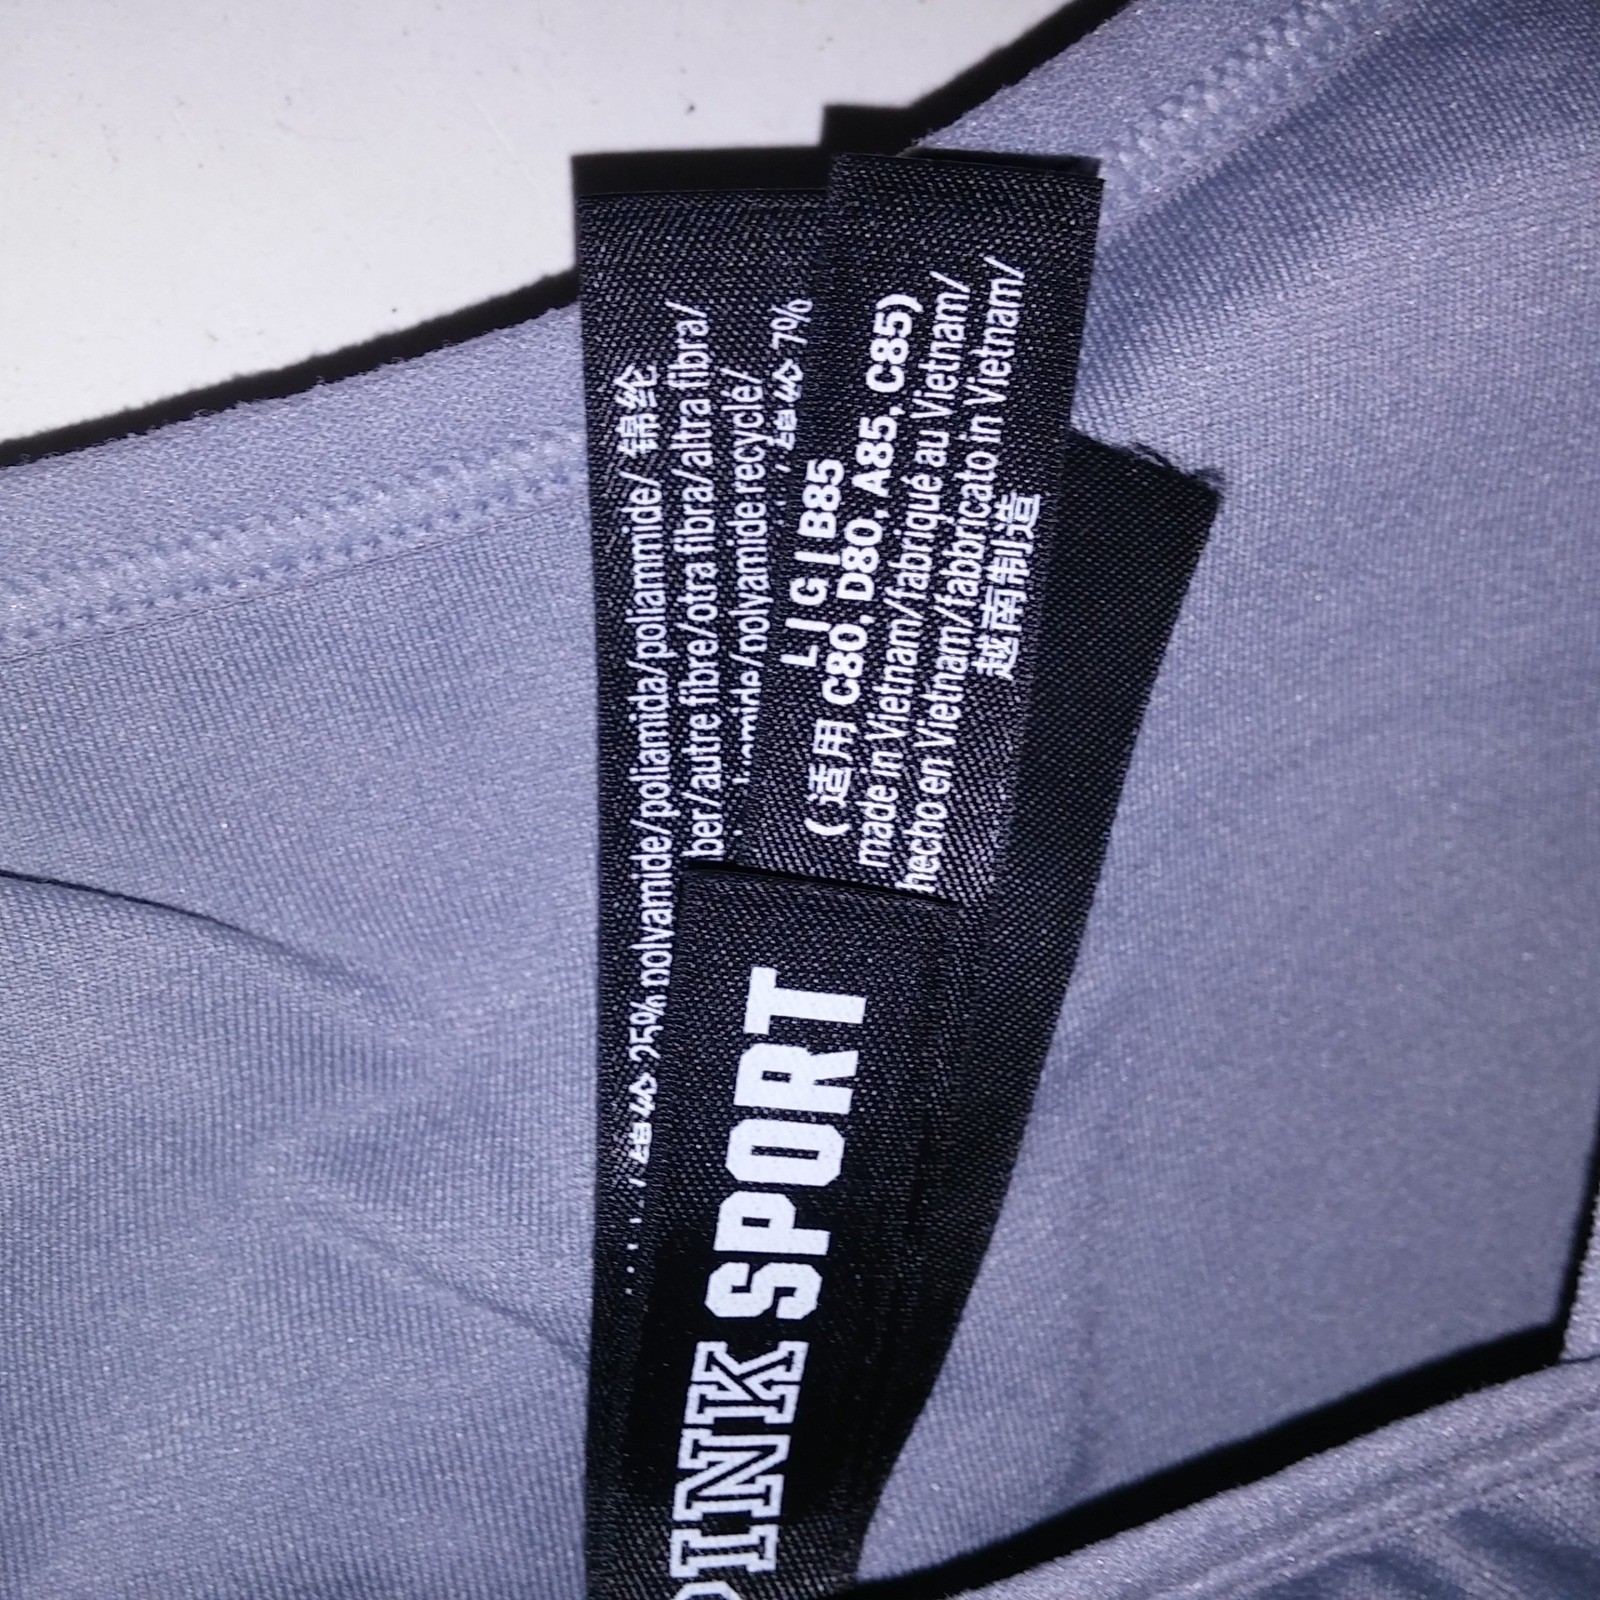 PINK SPORT
L | G | B85
(适用 C80, D80, A85, C85)
made in Vietnam/fabriqué au Vietnam/
hecho en Vietnam/fabbricato in Vietnam/
越南制造
25% polyamide/poliamida/poliammide/ 锦纶
ber/autre fibre/otra fibra/altra fibra/
polyamide recyclé/
7%